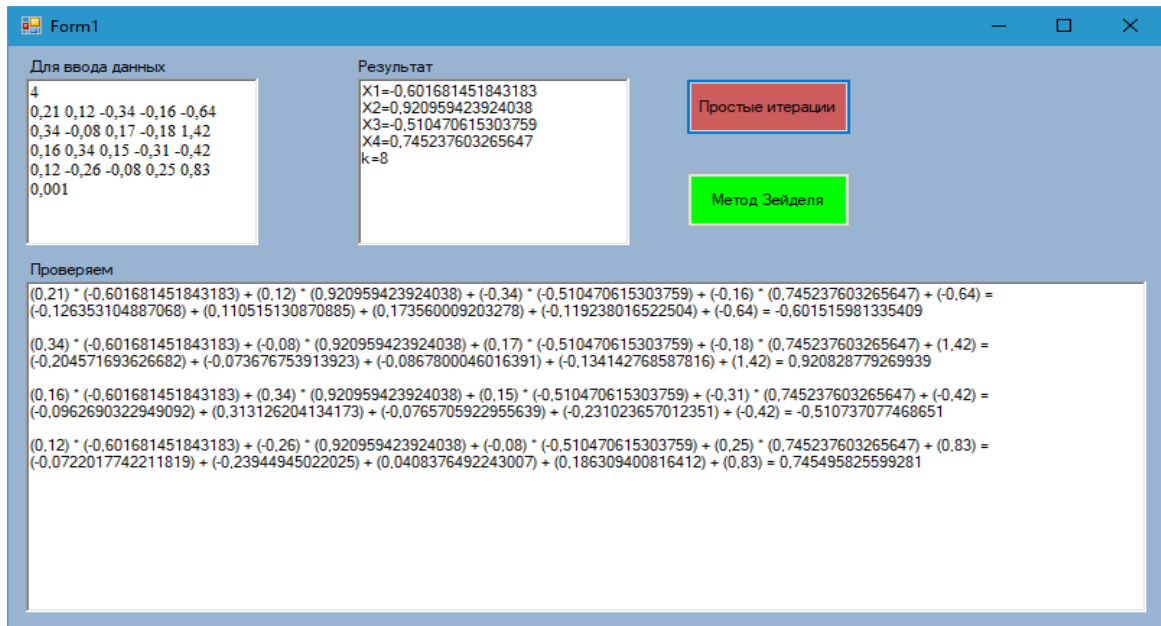 Form1
Для ввода данных
4
0,21 0,12 -0,34 -0,16 -0,64
0,34 -0,08 0,17 -0,18 1,42
0,16 0,34 0,15 -0,31 -0,42
0,12 -0,26 -0,08 0,25 0,83
0,001
Результат
X1=-0,601681451843183
X2=0,920959423924038
X3=-0,510470615303759
X4=0,745237603265647
k=8
Простые итерации
Метод Зейделя
Проверяем
(0,21) * (-0,601681451843183) + (0,12) * (0,920959423924038) + (-0,34) * (-0,510470615303759) + (-0,16) * (0,745237603265647) + (-0,64) =
(-0,126353104887068) + (0,110515130870885) + (0,173560009203278) + (-0,119238016522504) + (-0,64) = -0,601515981335409
(0,34) * (-0,601681451843183) + (-0,08) * (0,920959423924038) + (0,17) * (-0,510470615303759) + (-0,18) * (0,745237603265647) + (1,42) =
(-0,204571693626682) + (-0,073676753913923) + (-0,0867800046016391) + (-0,134142768587816) + (1,42) = 0,920828779269939
(0,16) * (-0,601681451843183) + (0,34) * (0,920959423924038) + (0,15) * (-0,510470615303759) + (-0,31) * (0,745237603265647) + (-0,42) =
(-0,0962690322949092) + (0,313126204134173) + (-0,0765705922955639) + (-0,231023657012351) + (-0,42) = -0,510737077468651
(0,12) * (-0,601681451843183) + (-0,26) * (0,920959423924038) + (-0,08) * (-0,510470615303759) + (0,25) * (0,745237603265647) + (0,83) =
(-0,0722017742211819) + (-0,23944945022025) + (0,0408376492243007) + (0,186309400816412) + (0,83) = 0,745495825599281